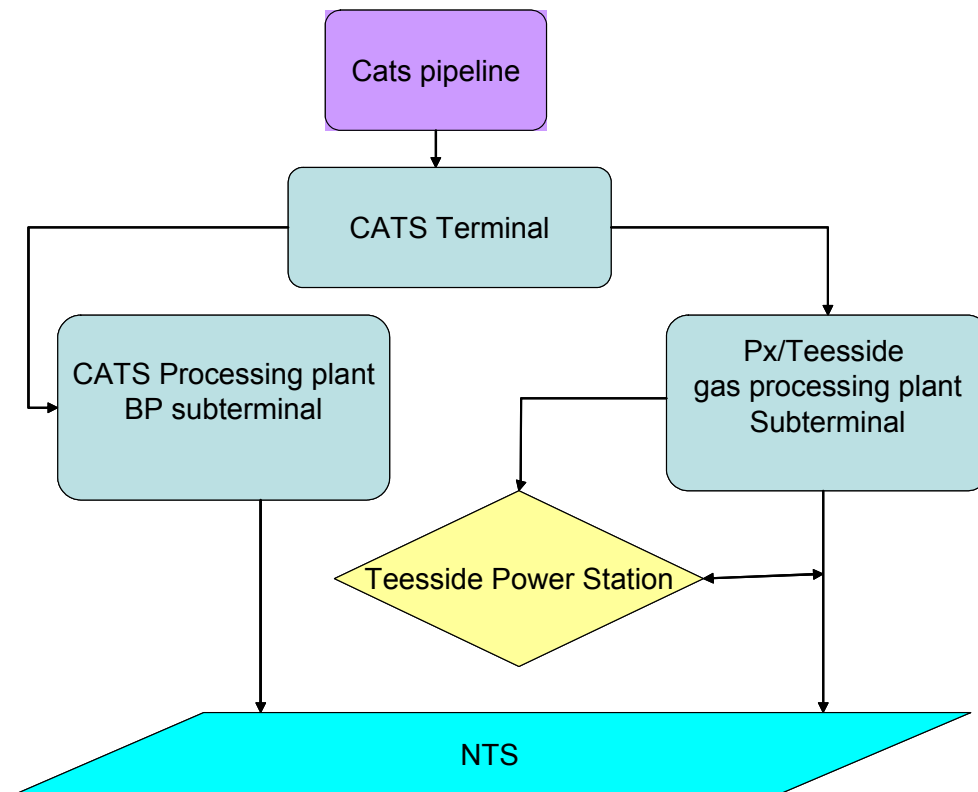 Cats pipeline
CATS Terminal
CATS Processing plant
BP subterminal
Px/Teesside
gas processing plant
Subterminal
Teesside Power Station
NTS